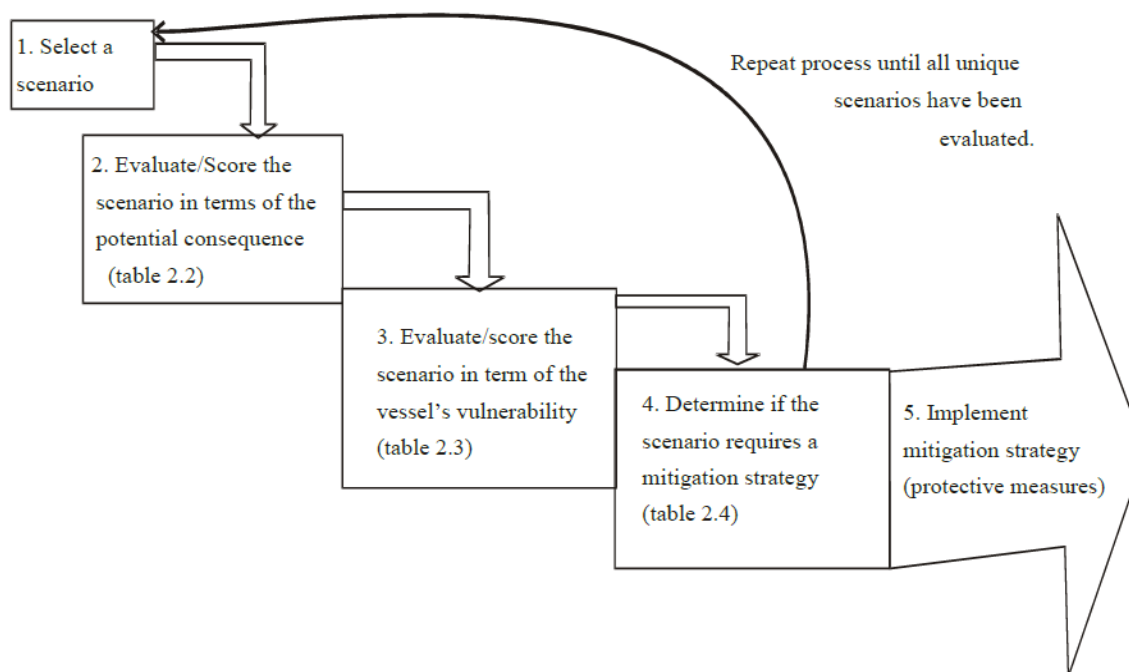 1. Select a
scenario
Repeat process until all unique
scenarios have been
evaluated.
2. Evaluate/Score the
scenario in terms of the
potential consequence
(table 2.2)
3. Evaluate/score the
scenario in term of the
vessel’s vulnerability
(table 2.3)
4. Determine if the
scenario requires a
mitigation strategy
(table 2.4)
5. Implement
mitigation strategy
(protective measures)